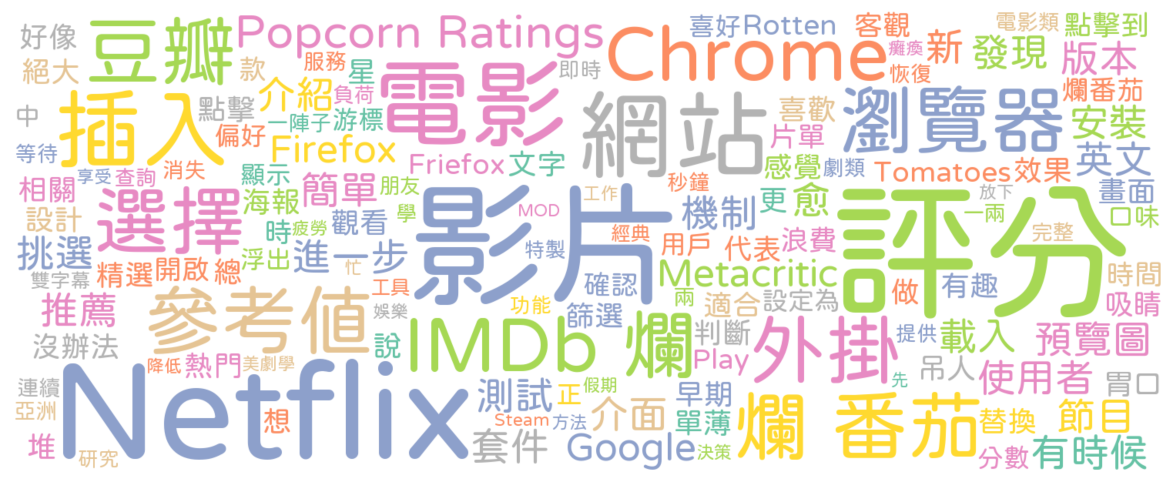 好像
豆瓣
Popcorn Ratings
喜好
Rotten
客觀
電影類
點擊到
絕大
款
服務
星
電影
即時
Chrome
癱瘓
恢復
新
發現
版本
中
插入
點擊
介紹
負荷
網站
喜歡
瀏覽器
爛番茄
一陣子
游標
片單
安裝
等待
偏好
Firefox
Friefox
文字
感覺
劇類
Tomatoes
效果
英文
享受
查詢
消失
顯示
相關
選擇
簡單
朋友
影片
秒鐘
工作
機制
更
愈
評分
放下
畫面
設計
海報
觀看
學
MOD
一兩
口味
挑選
時
疲勞
特製
經典
用戶
代表
浪費
完整
精選
開啟
總
浮出
進一步
雙字幕
忙
確認
Metacritic
做
有趣
時間
推薦
參考值
工具
功能
篩選
兩
適合
設定為
吸睛
娛樂
IMDb
爛
判斷
外掛
提供
載入
預覽圖
沒辦法
說
降低
熱門
美劇學
Play
先
吊人
使用者
胃口
連續
Netflix
測試
正
假期
早期
爛 番茄
亞洲
想
Steam
方法
介面
單薄
替換
節目
堆
研究
套件
Google
決策
分數
有時候